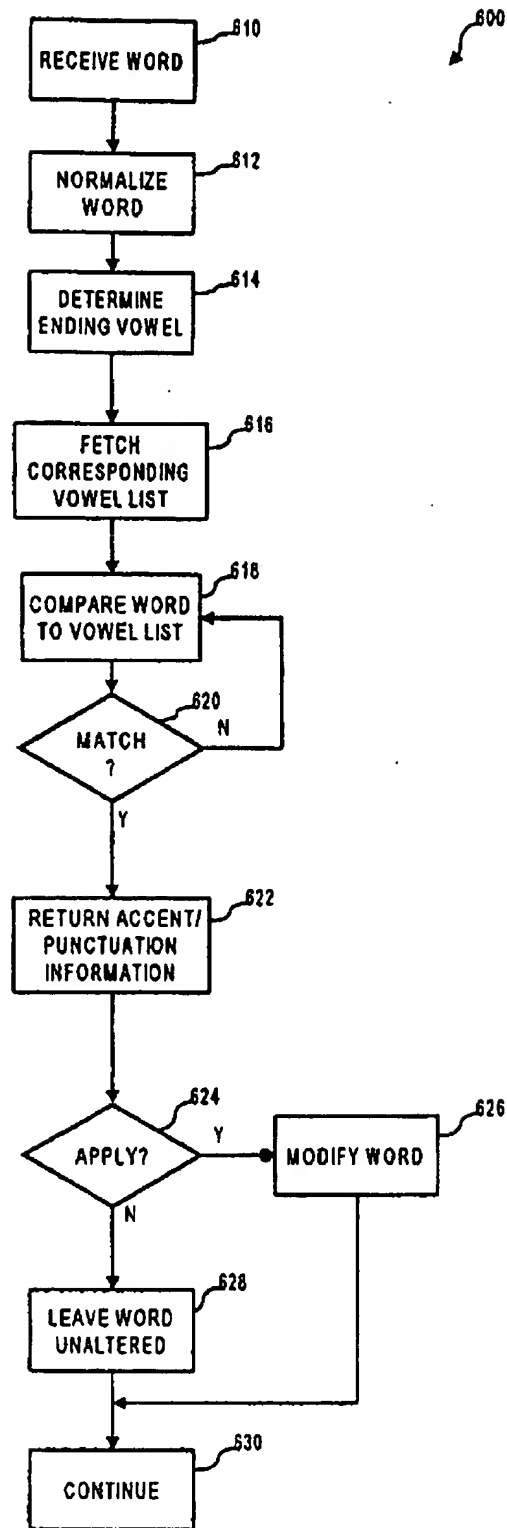 600
610
RECEIVE WORD
612
NORMALIZE
WORD
614
DETERMINE
ENDING VOWEL
616
FETCH
CORRESPONDING
VOWEL LIST
618
COMPARE WORD
TO VOWEL LIST
620
N
MATCH
?
Y
622
RETURN ACCENT/
PUNCTUATION
INFORMATION
624
Y
APPLY?
N
626
MODIFY WORD
628
LEAVE WORD
UNALTERED
630
CONTINUE